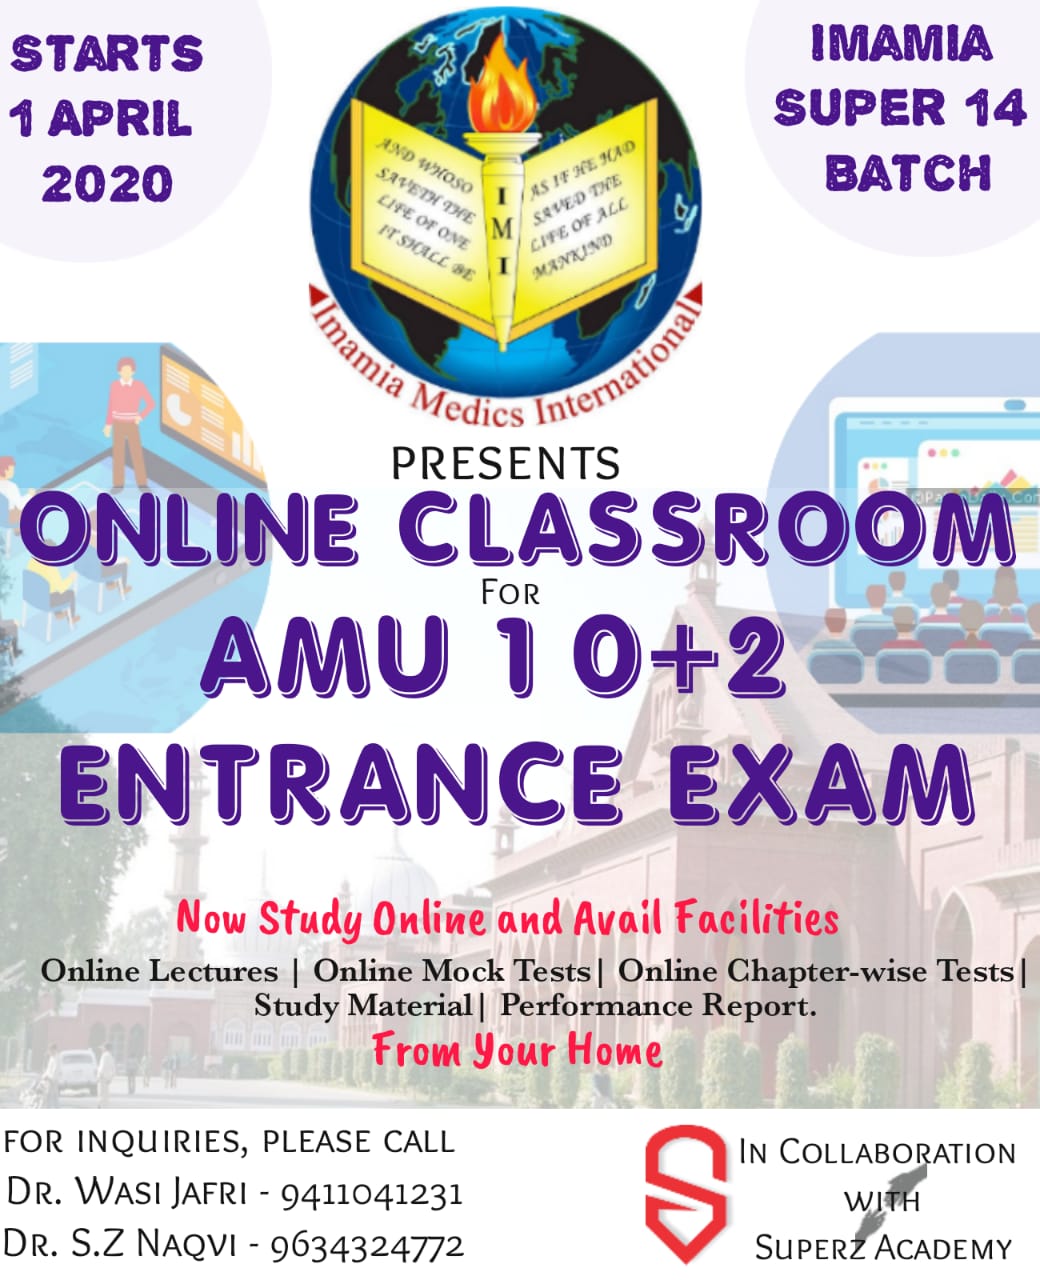 STARTS
1 APRIL
2020
IMAMIA
SUPER 14
BATCH
AND WHOSO
SAVETH THE
LIFE OF ONE
IT SHALL BE
I
M
I
AS IF HE HAD
SAVED THE
LIFE OF ALL
MANKIND
Imamia Medics International
PRESENTS
ONLINE CLASSROOM
FOR
AMU 10+2
ENTRANCE EXAM
Now Study Online and Avail Facilities
Online Lectures | Online Mock Tests| Online Chapter-wise Tests|
Study Material| Performance Report.
From Your Home
FOR INQUIRIES, PLEASE CALL
DR. WASI JAFRI - 9411041231
DR. S.Z NAQVI - 9634324772
IN COLLABORATION
WITH
SUPERZ ACADEMY